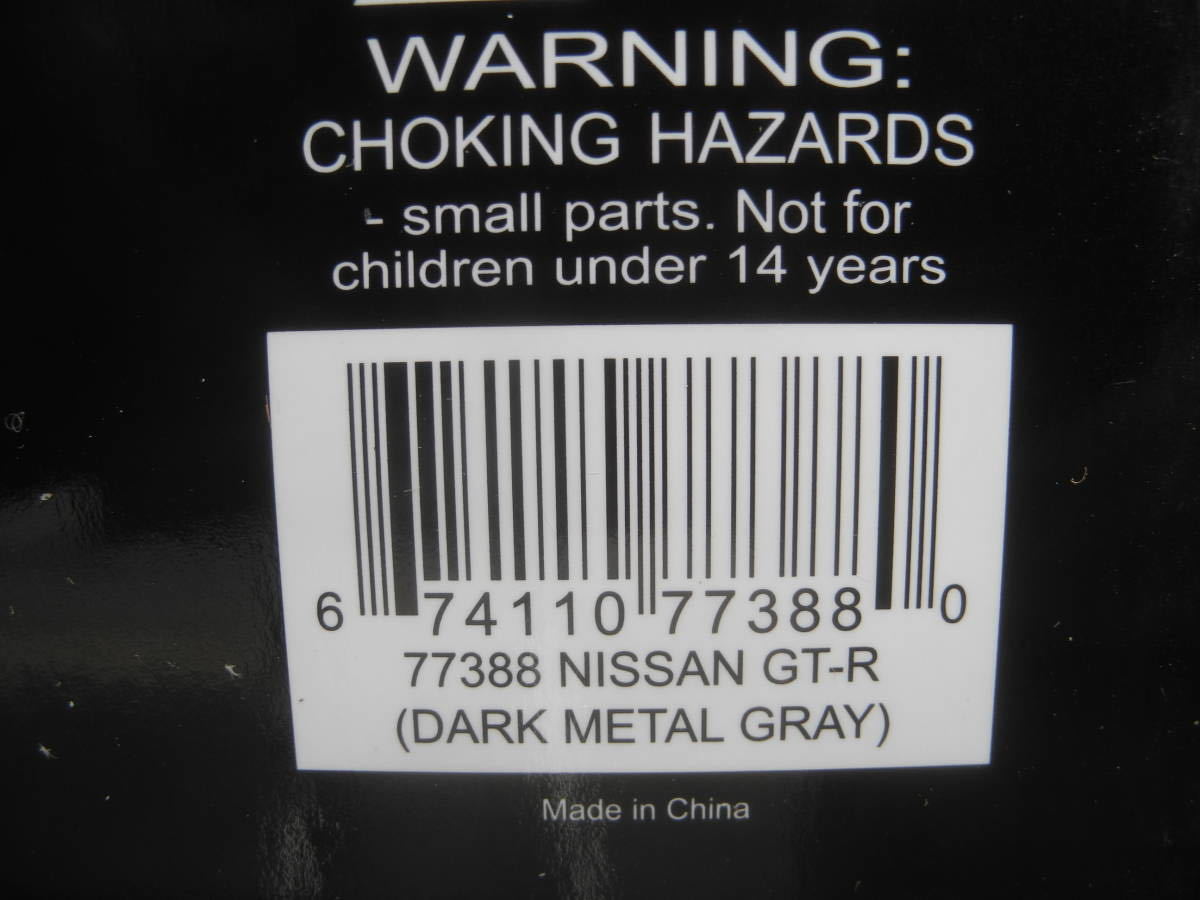 WARNING:
CHOKING HAZARDS
- small parts. Not for
children under 14 years
6 74110 77388 0
77388 NISSAN GT-R
(DARK METAL GRAY)
Made in China